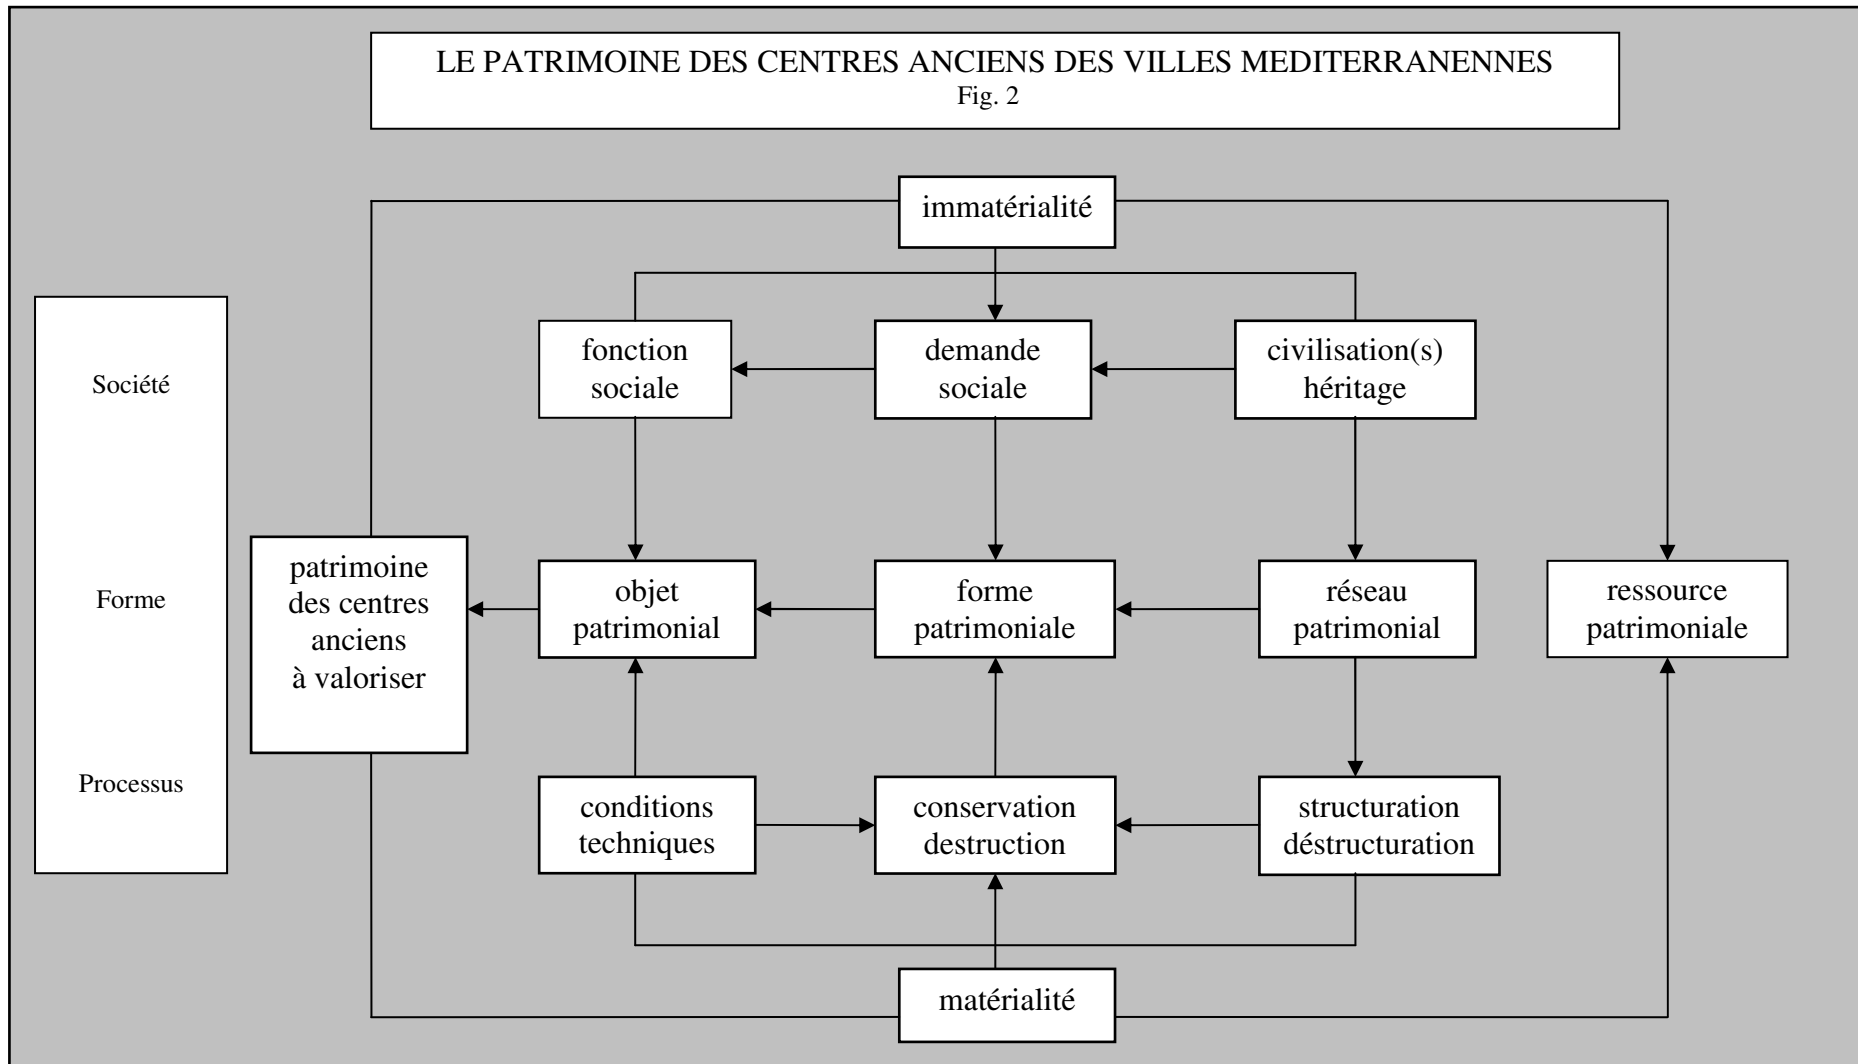 LE PATRIMOINE DES CENTRES ANCIENS DES VILLES MEDITERRANENNES
Fig. 2
immatérialité
Société
fonction
sociale
demande
sociale
civilisation(s)
héritage
Forme
patrimoine
des centres
anciens
à valoriser
objet
patrimonial
forme
patrimoniale
réseau
patrimonial
ressource
patrimoniale
Processus
conditions
techniques
conservation
destruction
structuration
déstructuration
matérialité